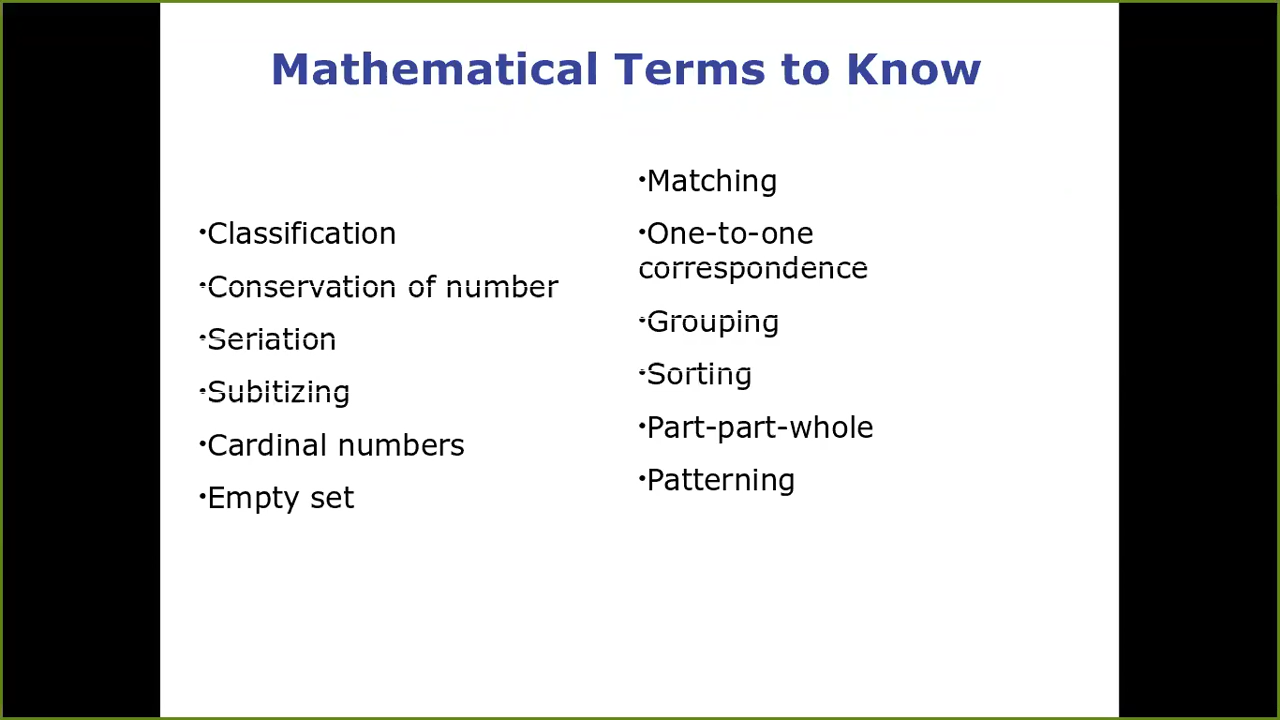 Mathematical Terms to Know
•Classification
•Conservation of number
•Seriation
•Subitizing
•Cardinal numbers
•Empty set
•Matching
•One-to-one
correspondence
•Grouping
•Sorting
•Part-part-whole
•Patterning